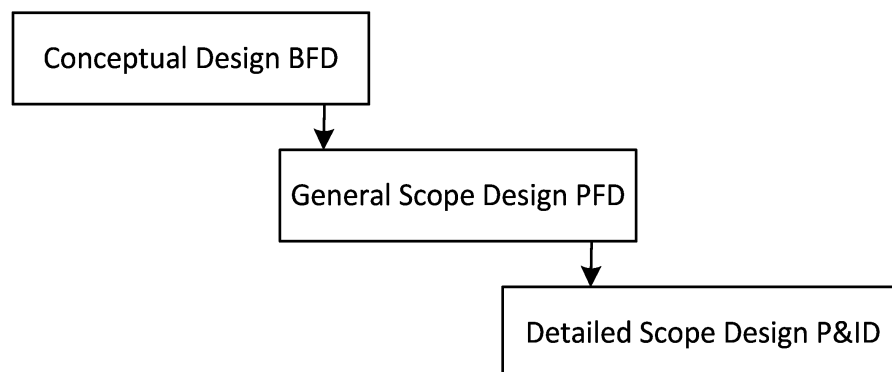 Conceptual Design BFD
General Scope Design PFD
Detailed Scope Design P&ID